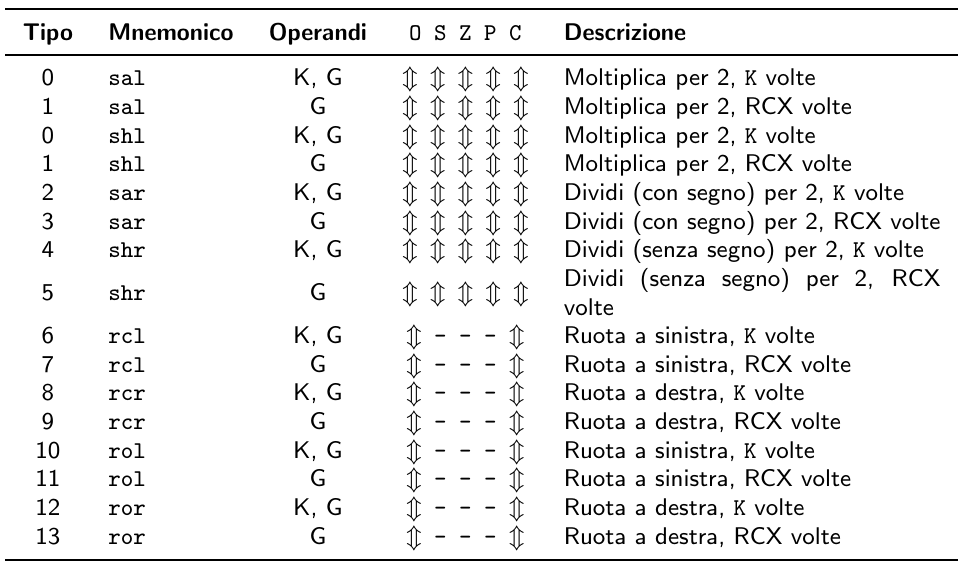 Tipo Mnemonico Operandi O S Z P C Descrizione
0 sal K, G ⇕ ⇕ ⇕ ⇕ ⇕ Moltiplica per 2, K volte
1 sal G ⇕ ⇕ ⇕ ⇕ ⇕ Moltiplica per 2, RCX volte
0 shl K, G ⇕ ⇕ ⇕ ⇕ ⇕ Moltiplica per 2, K volte
1 shl G ⇕ ⇕ ⇕ ⇕ ⇕ Moltiplica per 2, RCX volte
2 sar K, G ⇕ ⇕ ⇕ ⇕ ⇕ Dividi (con segno) per 2, K volte
3 sar G ⇕ ⇕ ⇕ ⇕ ⇕ Dividi (con segno) per 2, RCX volte
4 shr K, G ⇕ ⇕ ⇕ ⇕ ⇕ Dividi (senza segno) per 2, K volte
5 shr G ⇕ ⇕ ⇕ ⇕ ⇕ Dividi (senza segno) per 2, RCX
volte
6 rcl K, G ⇕ - - - ⇕ Ruota a sinistra, K volte
7 rcl G ⇕ - - - ⇕ Ruota a sinistra, RCX volte
8 rcr K, G ⇕ - - - ⇕ Ruota a destra, K volte
9 rcr G ⇕ - - - ⇕ Ruota a destra, RCX volte
10 rol K, G ⇕ - - - ⇕ Ruota a sinistra, K volte
11 rol G ⇕ - - - ⇕ Ruota a sinistra, RCX volte
12 ror K, G ⇕ - - - ⇕ Ruota a destra, K volte
13 ror G ⇕ - - - ⇕ Ruota a destra, RCX volte